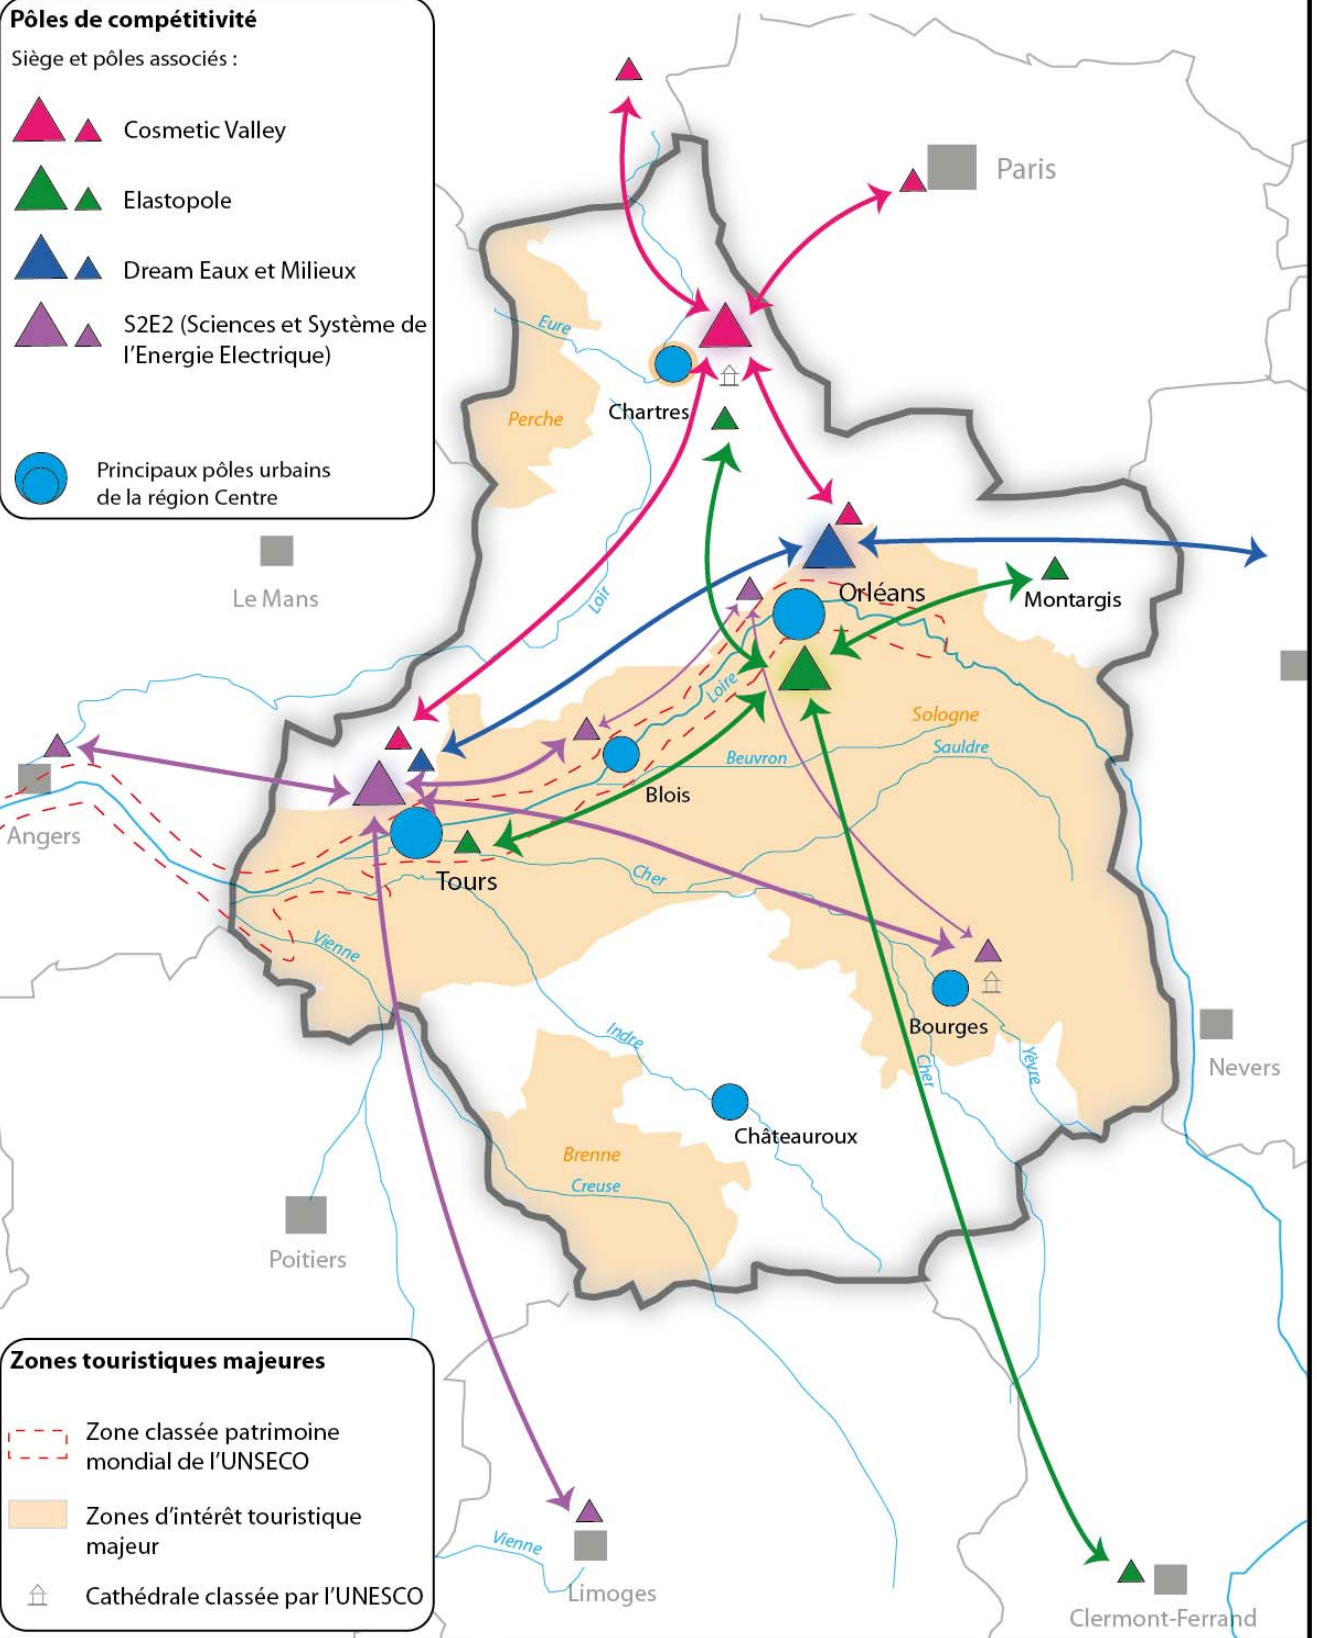 Pôles de compétitivité
Siège et pôles associés :
Cosmetic Valley
Elastopole
Dream Eaux et Milieux
S2E2 (Sciences et Système de
l'Energie Electrique)
Principaux pôles urbains
de la région Centre
Paris
Eure
Chartres
Perche
Le Mans
Loir
Orléans
Montargis
Loire
Sologne
Sauldre
Beuvron
Blois
Angers
Tours
Cher
Vienne
Bourges
Indre
Cher
Yèvre
Nevers
Châteauroux
Brenne
Creuse
Poitiers
Zones touristiques majeures
Zone classée patrimoine
mondial de l'UNSECO
Zones d'intérêt touristique
majeur
Cathédrale classée par l'UNESCO
Vienne
Limoges
Clermont-Ferrand